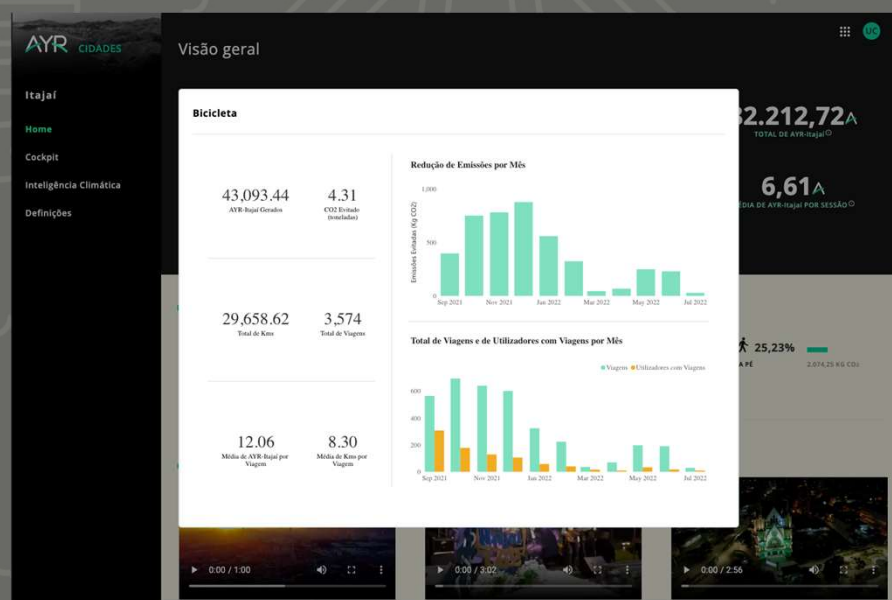 AYR CIDADES
Visão geral
UC
Itajaí
Home
Cockpit
Inteligência Climática
Definições
Bicicleta
43,093.44
AYR-Itajaí Gerados
4.31
CO2 Evitado
(toneladas)
29,658.62
Total de Kms
3,574
Total de Viagens
12.06
Média de AYR-Itajaí por
Viagem
8.30
Média de Kms por
Viagem
Redução de Emissões por Mês
Emissões Evitadas (Kg CO2)
1,000
500
0
Sep 2021 Nov 2021 Jan 2022 Mar 2022 May 2022 Jul 2022
Total de Viagens e de Utilizadores com Viagens por Mês
Viagens Utilizadores com Viagens
600
400
200
0
Sep 2021 Nov 2021 Jan 2022 Mar 2022 May 2022 Jul 2022
2.212,72
TOTAL DE AYR-Itajaí
6,61
DIA DE AYR-Itajaí POR SESSÃO
25,23%
A PÉ
2.074,25 KG CO2
0:00 / 1:00
0:00 / 3:02
0:00 / 2:56